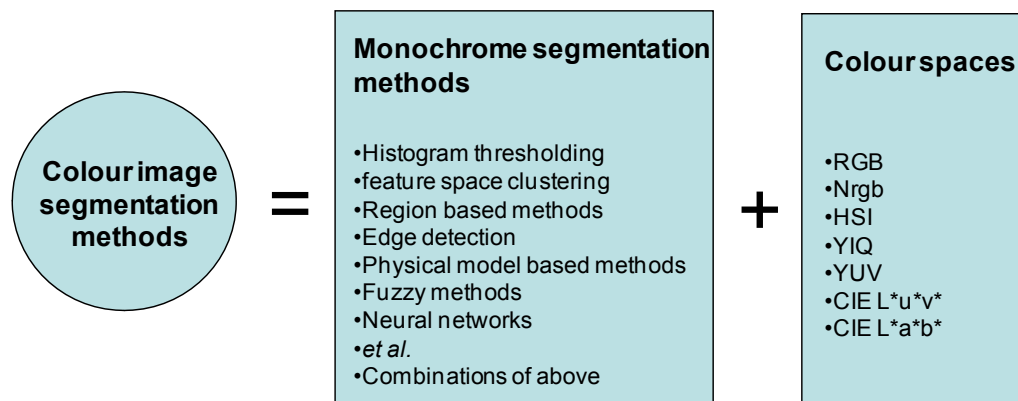 Colour image
segmentation
methods
=
Monochrome segmentation
methods
•Histogram thresholding
•feature space clustering
•Region based methods
•Edge detection
•Physical model based methods
•Fuzzy methods
•Neural networks
•et al.
•Combinations of above
+
Colour spaces
•RGB
•Nrgb
•HSI
•YIQ
•YUV
•CIE L*u*v*
•CIE L*a*b*